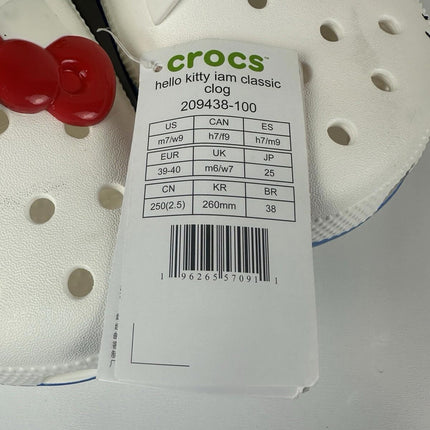 crocs™
hello kitty iam classic
clog
209438-100
US CAN ES
m7/w9 h7/f9 h7/m9
EUR UK JP
39-40 m6/w7 25
CN KR BR
250(2.5) 260mm 38
1 96265 57091 1